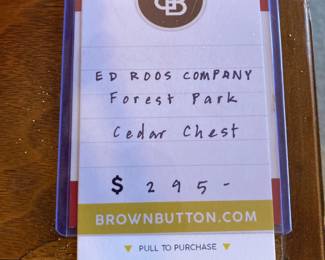 ED ROOS COMPANY
Forest Park
Cedar Chest
$ 295-
BROWNBUTTON.COM
▼ PULL TO PURCHASE ▼